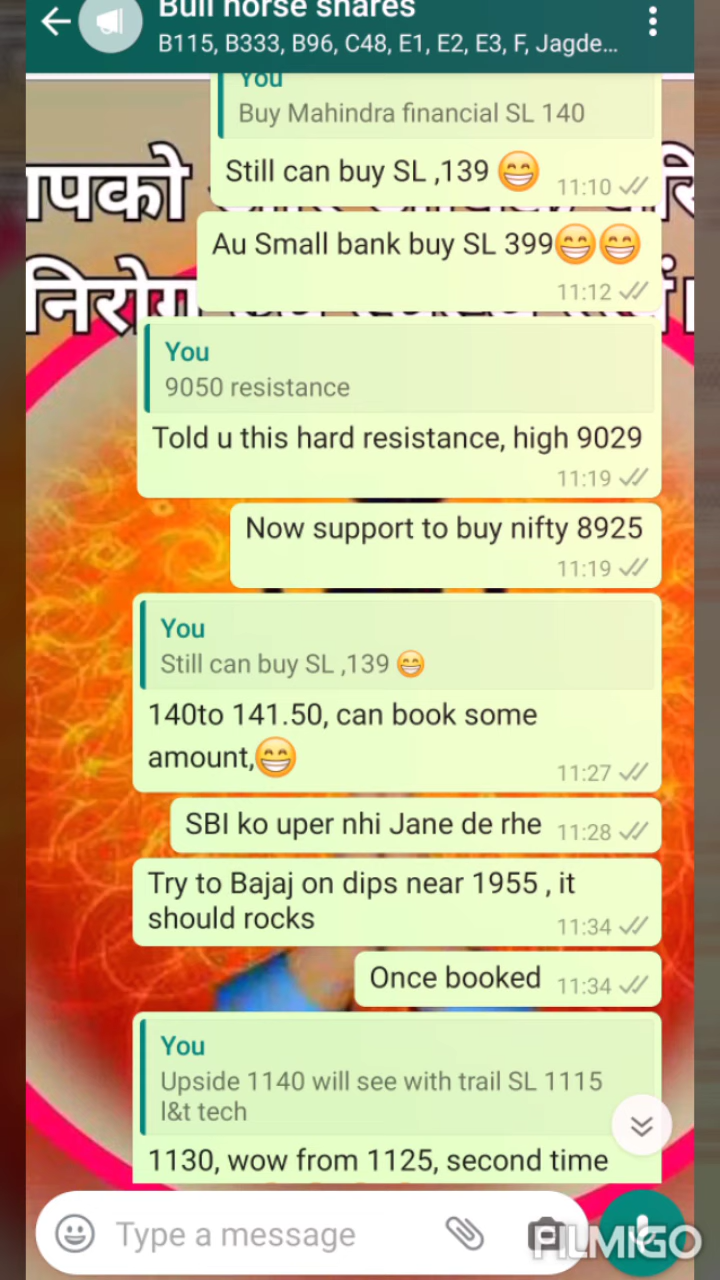 Bull horse shares
B115, B333, B96, C48, E1, E2, E3, F, Jagde...
You
Buy Mahindra financial SL 140
Still can buy SL ,139 😁
11:10
Au Small bank buy SL 399😁😁
11:12
आपको
निरोग
You
9050 resistance
Told u this hard resistance, high 9029
11:19
Now support to buy nifty 8925
11:19
You
Still can buy SL ,139 😁
140to 141.50, can book some
amount,😁
11:27
SBI ko uper nhi Jane de rhe 11:28
Try to Bajaj on dips near 1955 , it
should rocks
11:34
Once booked 11:34
You
Upside 1140 will see with trail SL 1115
l&t tech
1130, wow from 1125, second time
Type a message
FILMIGO